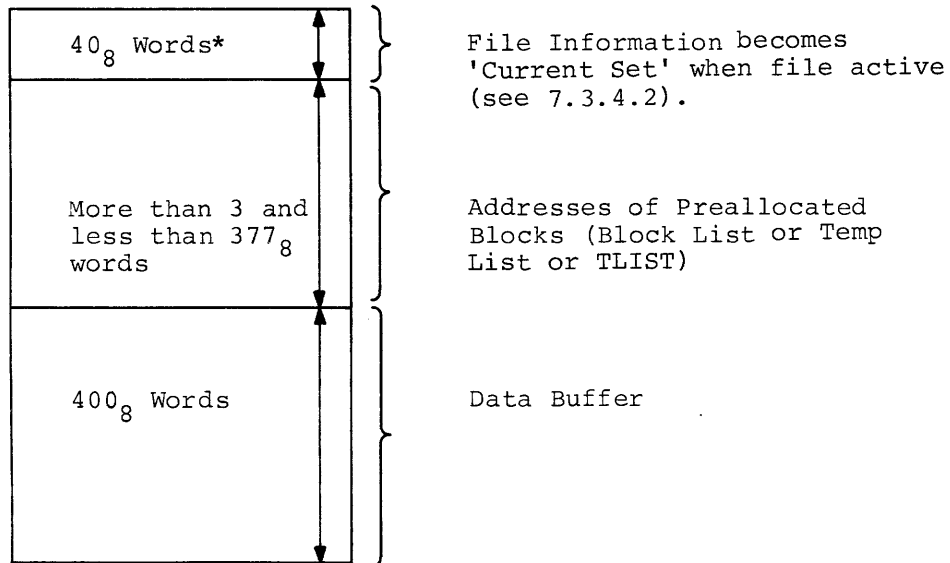 40₈ Words*
File Information becomes
'Current Set' when file active
(see 7.3.4.2).
More than 3 and
less than 377₈
words
Addresses of Preallocated
Blocks (Block List or Temp
List or TLIST)
400₈ Words
Data Buffer